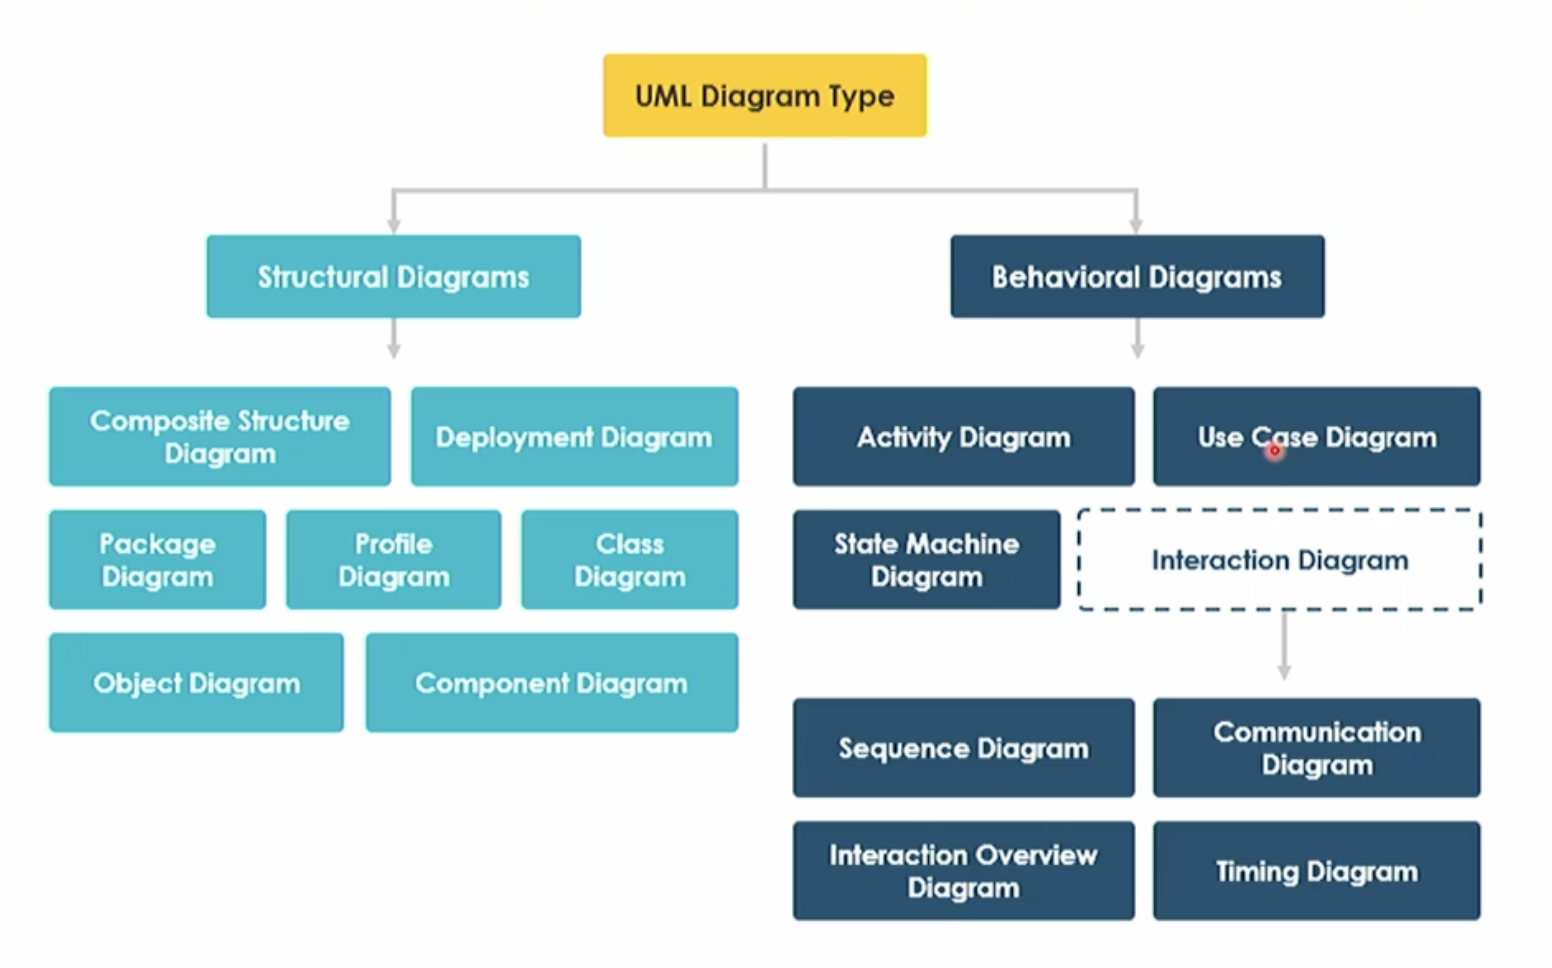 UML Diagram Type
Structural Diagrams
Behavioral Diagrams
Composite Structure
Diagram
Deployment Diagram
Activity Diagram
Use Case Diagram
Package
Diagram
Profile
Diagram
Class
Diagram
State Machine
Diagram
Interaction Diagram
Object Diagram
Component Diagram
Sequence Diagram
Communication
Diagram
Interaction Overview
Diagram
Timing Diagram